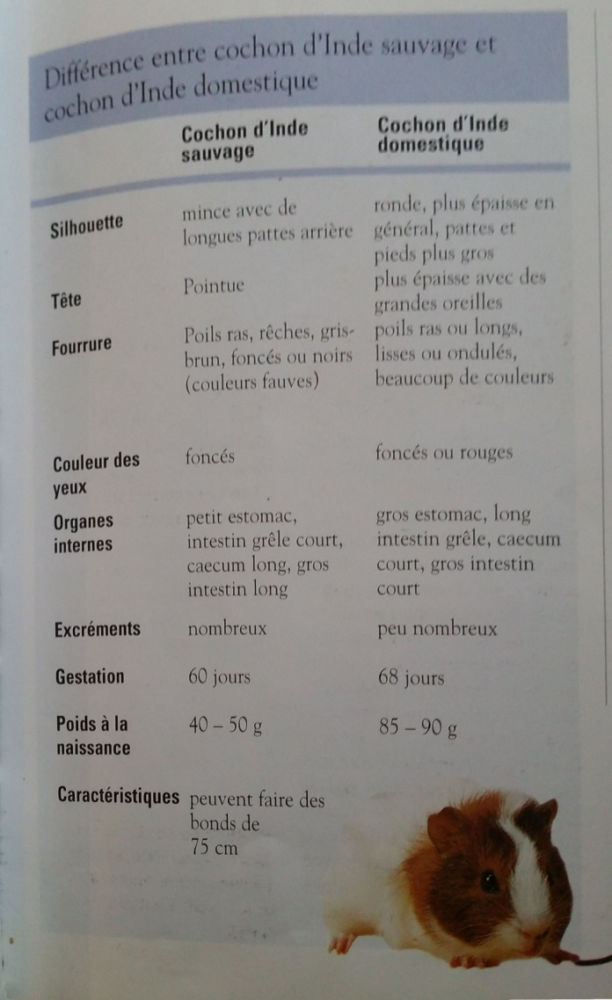 Différence entre cochon d'Inde sauvage et
cochon d'Inde domestique
Cochon d'Inde
sauvage
Cochon d'Inde
domestique
Silhouette
mince avec de
longues pattes arrière
ronde, plus épaisse en
général, pattes et
pieds plus gros
Tête
Pointue
plus épaisse avec des
grandes oreilles
Fourrure
Poils ras, rêches, gris-
brun, foncés ou noirs
(couleurs fauves)
poils ras ou longs,
lisses ou ondulés,
beaucoup de couleurs
Couleur des
yeux
foncés
foncés ou rouges
Organes
internes
petit estomac,
intestin grêle court,
caecum long, gros
intestin long
gros estomac, long
intestin grêle, caecum
court, gros intestin
court
Excréments
nombreux
peu nombreux
Gestation
60 jours
68 jours
Poids à la
naissance
40 – 50 g
85 – 90 g
Caractéristiques
peuvent faire des
bonds de
75 cm